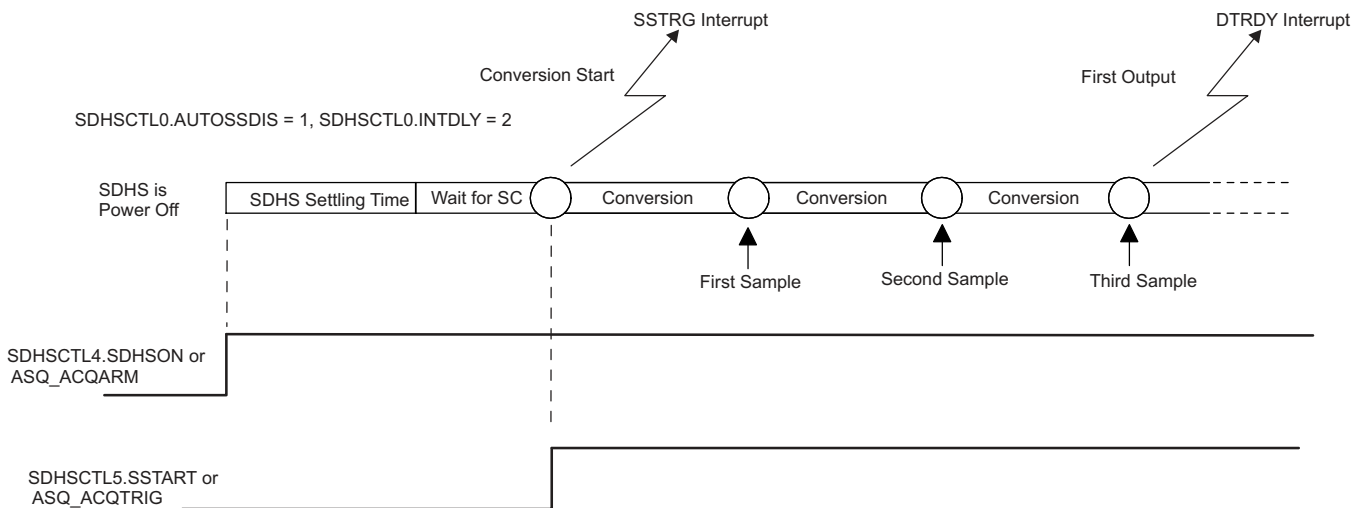 SSTRG Interrupt
DTRDY Interrupt
Conversion Start
First Output
SDHSCTL0.AUTOSSDIS = 1, SDHSCTL0.INTDLY = 2
SDHS is
Power Off
SDHS Settling Time
Wait for SC
Conversion
Conversion
Conversion
First Sample
Second Sample
Third Sample
SDHSCTL4.SDHSON or
ASQ_ACQARM
SDHSCTL5.SSTART or
ASQ_ACQTRIG